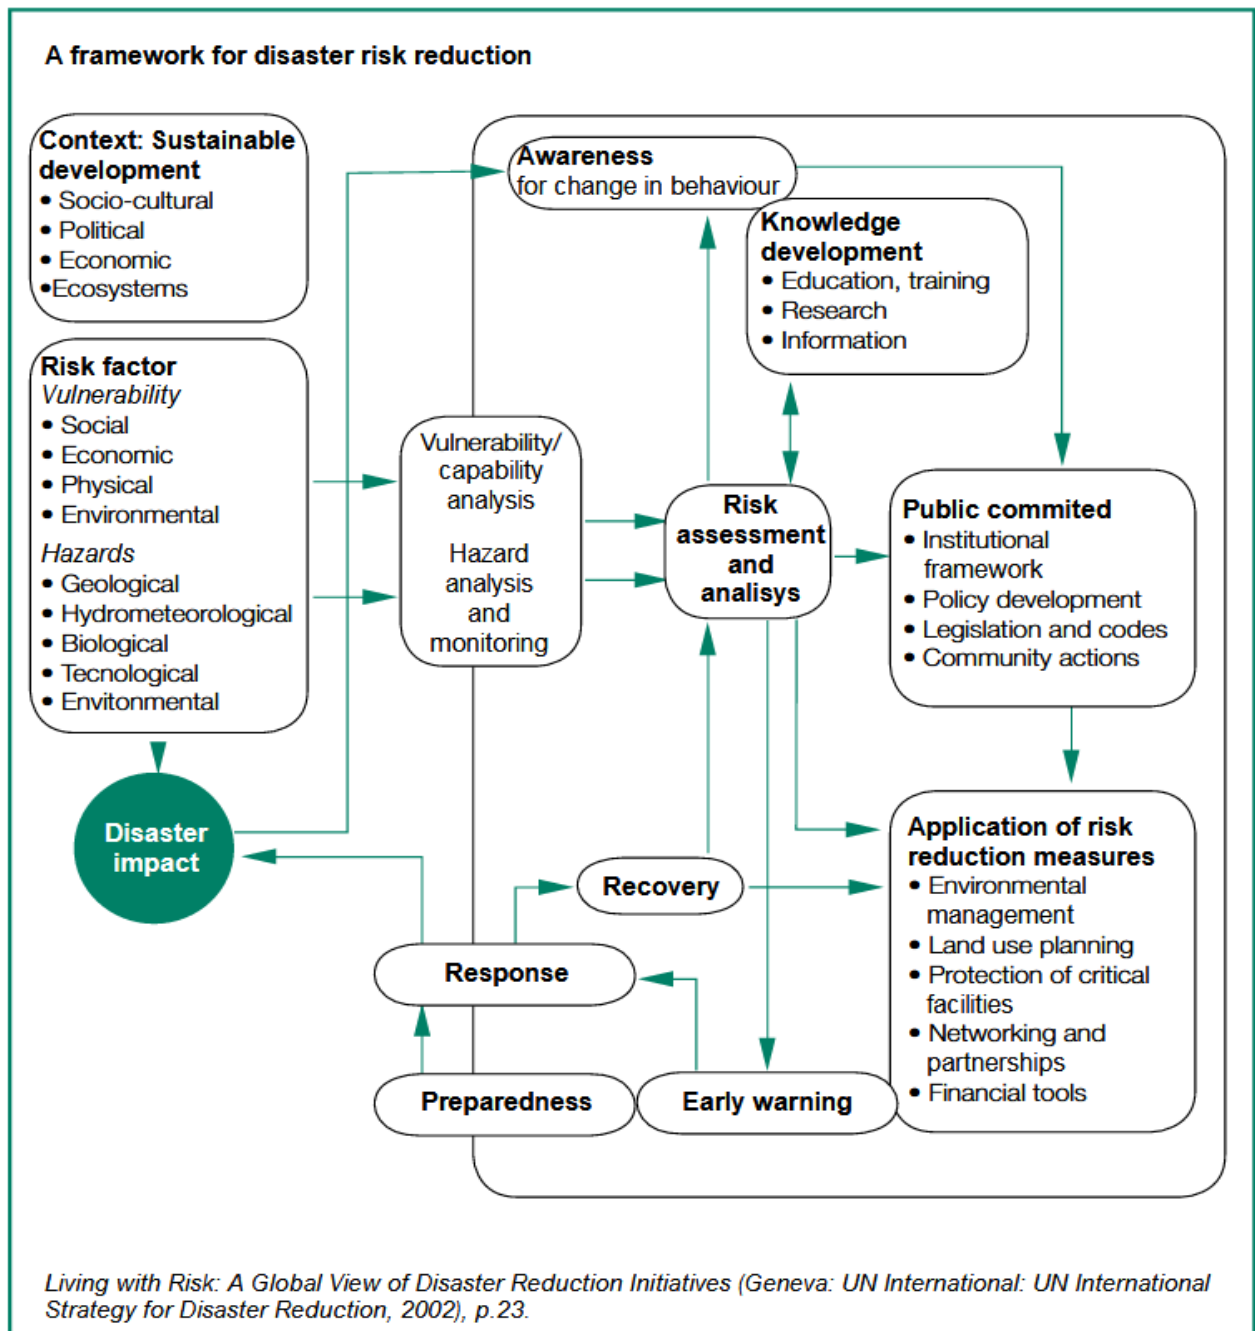 A framework for disaster risk reduction
Context: Sustainable
development
• Socio-cultural
• Political
• Economic
•Ecosystems
Risk factor
Vulnerability
• Social
• Economic
• Physical
• Environmental
Hazards
• Geological
• Hydrometeorological
• Biological
• Tecnological
• Envitonmental
Disaster
impact
Awareness
for change in behaviour
Knowledge
development
• Education, training
• Research
• Information
Vulnerability/
capability
analysis
Hazard
analysis
and
monitoring
Risk
assessment
and
analisys
Public commited
• Institutional
framework
• Policy development
• Legislation and codes
• Community actions
Application of risk
reduction measures
• Environmental
management
• Land use planning
• Protection of critical
facilities
• Networking and
partnerships
• Financial tools
Recovery
Response
Preparedness
Early warning
Living with Risk: A Global View of Disaster Reduction Initiatives (Geneva: UN International: UN International
Strategy for Disaster Reduction, 2002), p.23.